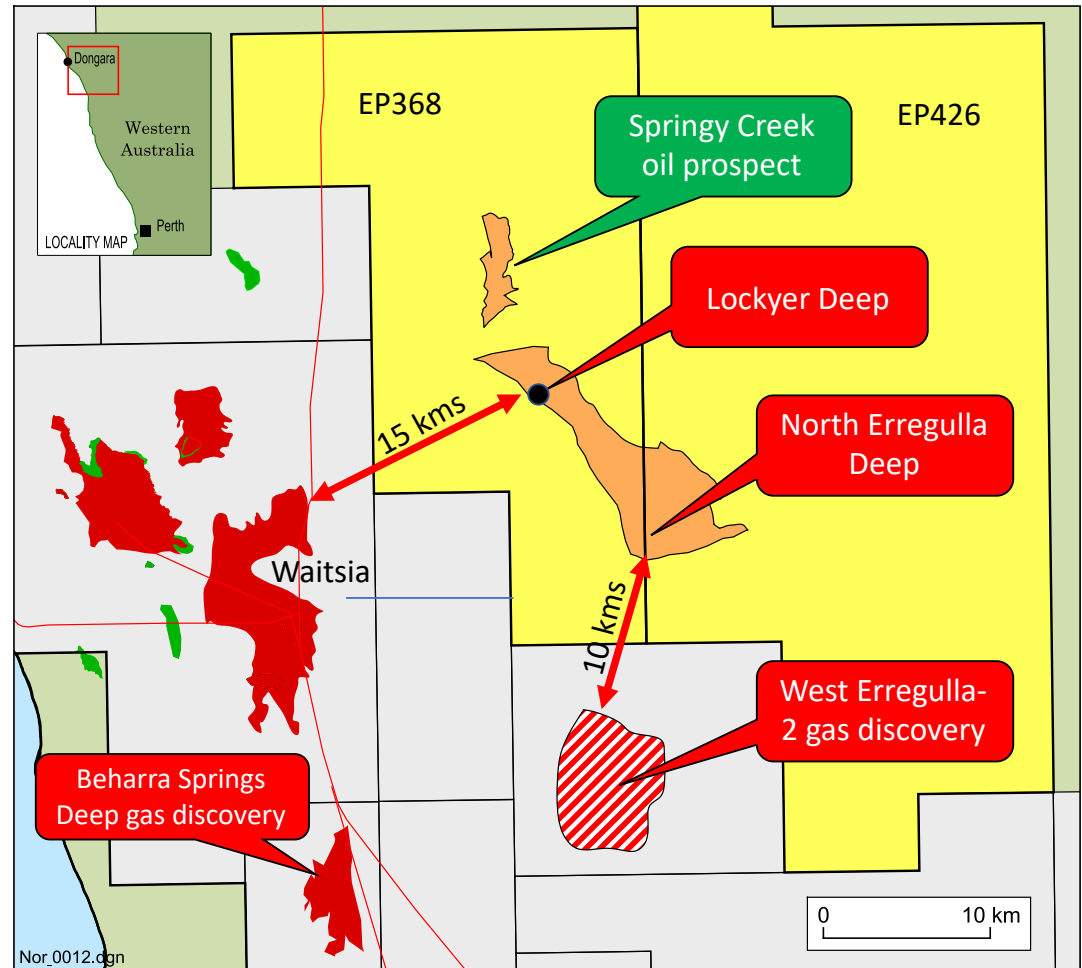 Dongara
Western
Australia
Perth
LOCALITY MAP
EP368
EP426
Springy Creek
oil prospect
Lockyer Deep
15 kms
North Erregulla
Deep
Waitsia
10 kms
West Erregulla-
2 gas discovery
Beharra Springs
Deep gas discovery
0
10 km
Nor_0012.dgn